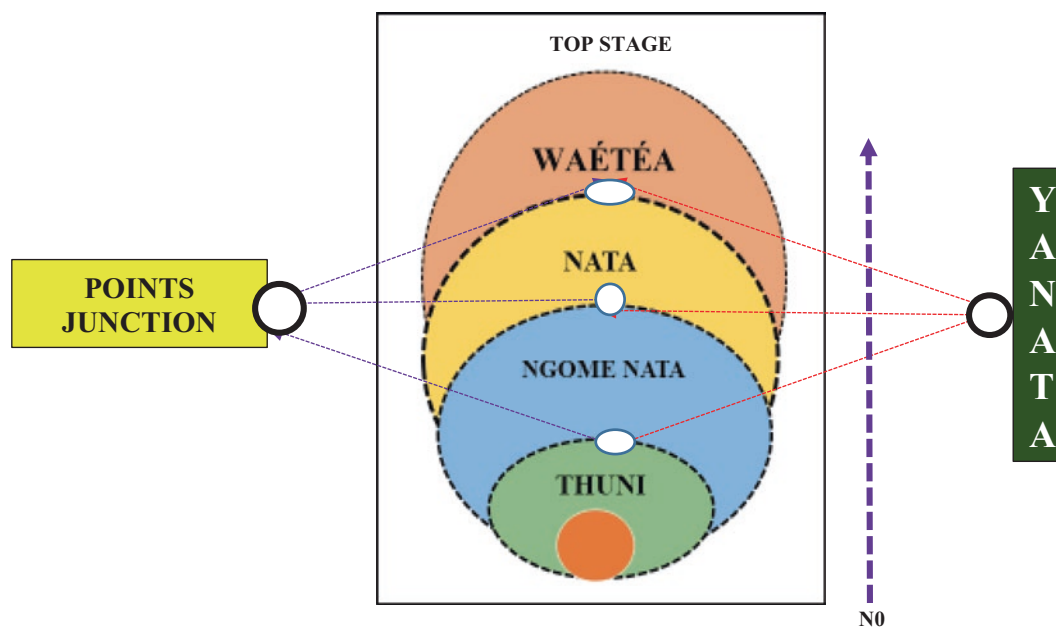 TOP STAGE
WAÉTÉA
NATA
POINTS
JUNCTION
NGOME NATA
THUNI
N0
Y
A
N
A
T
A